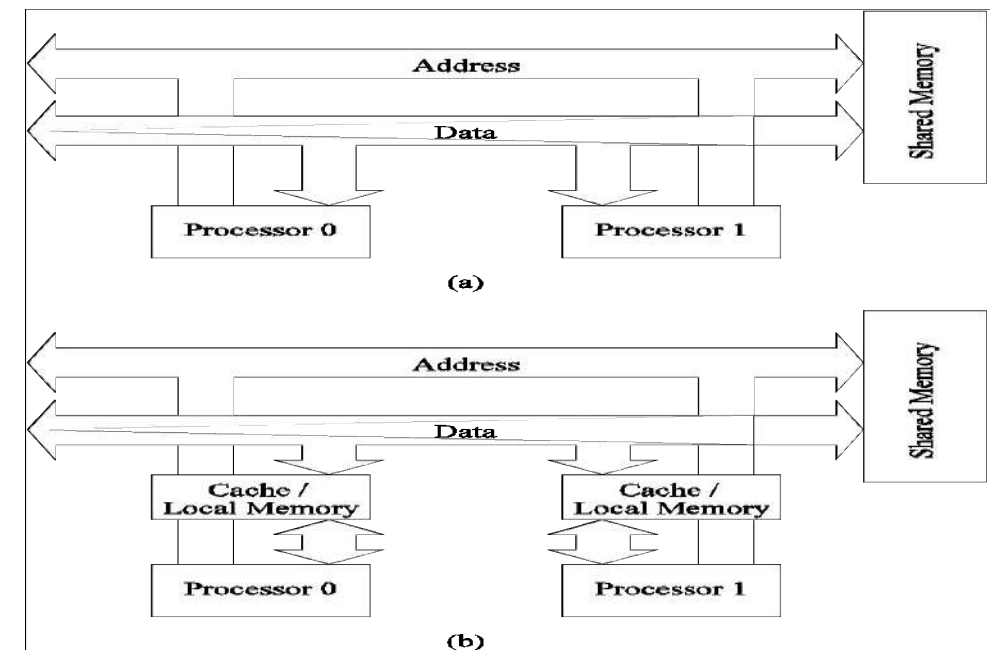 Address
Shared Memory
Data
Processor 0
Processor 1
(a)
Address
Shared Memory
Data
Cache /
Local Memory
Cache /
Local Memory
Processor 0
Processor 1
(b)